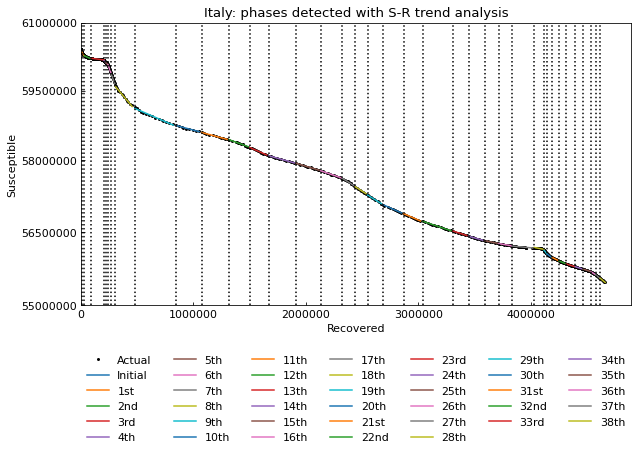 Italy: phases detected with S-R trend analysis
61000000
59500000
58000000
56500000
55000000
Susceptible
0 1000000 2000000 3000000 4000000
Recovered
Actual 5th 11th 17th 23rd 29th 34th
Initial 6th 12th 18th 24th 30th 35th
1st 7th 13th 19th 25th 31st 36th
2nd 8th 14th 20th 26th 32nd 37th
3rd 9th 15th 21st 27th 33rd 38th
4th 10th 16th 22nd 28th